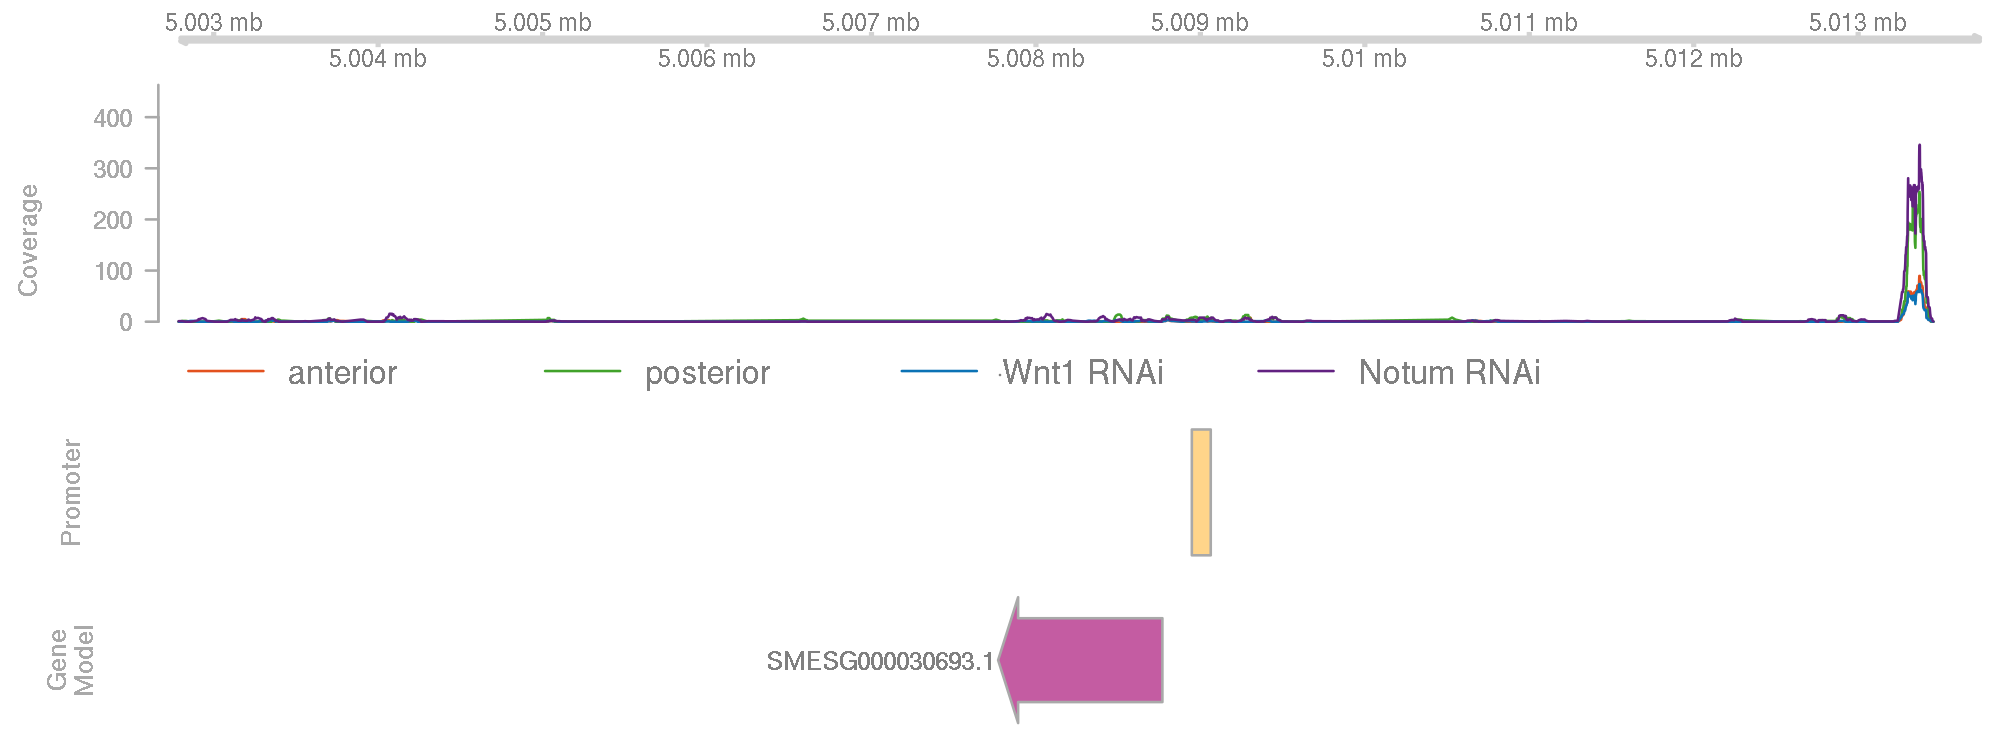 5.003 mb 5.005 mb 5.007 mb 5.009 mb 5.011 mb 5.013 mb
5.004 mb 5.006 mb 5.008 mb 5.01 mb 5.012 mb
Coverage
400
300
200
100
0
anterior posterior Wnt1 RNAi Notum RNAi
Promoter
Gene
Model
SMESG000030693.1